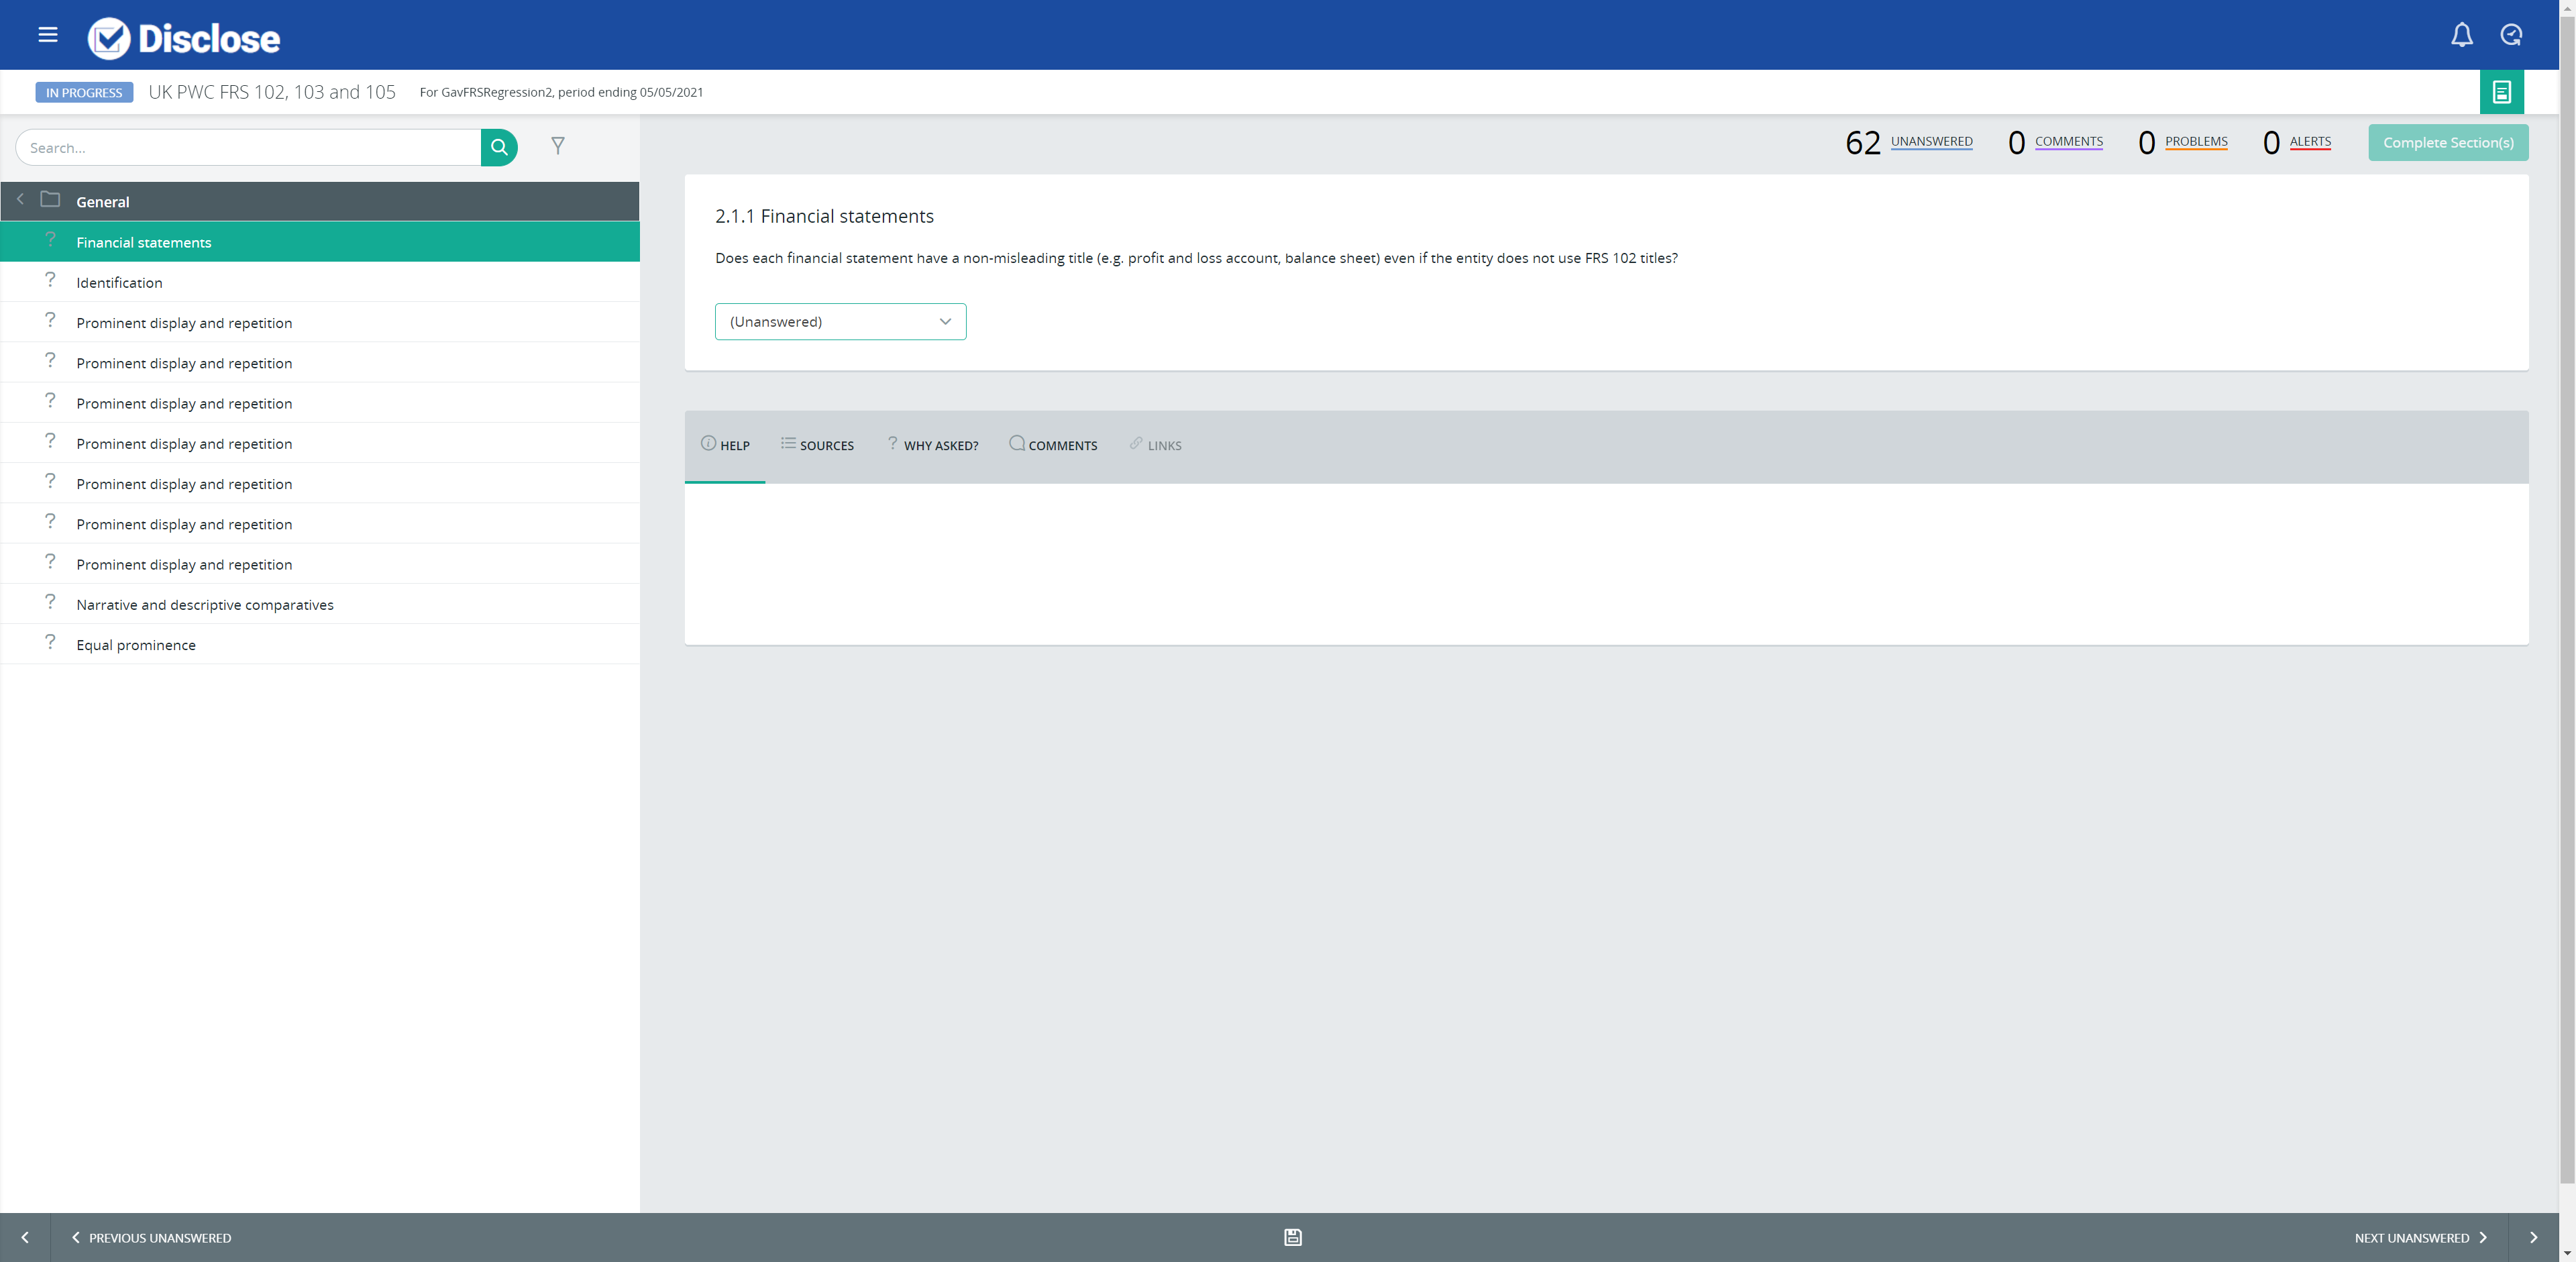 Disclose
IN PROGRESS UK PWC FRS 102, 103 and 105 For GavFRSRegression2, period ending 05/05/2021
Search...
62 UNANSWERED 0 COMMENTS 0 PROBLEMS 0 ALERTS Complete Section(s)
General
Financial statements
Identification
Prominent display and repetition
Prominent display and repetition
Prominent display and repetition
Prominent display and repetition
Prominent display and repetition
Prominent display and repetition
Prominent display and repetition
Narrative and descriptive comparatives
Equal prominence
2.1.1 Financial statements
Does each financial statement have a non-misleading title (e.g. profit and loss account, balance sheet) even if the entity does not use FRS 102 titles?
(Unanswered)
HELP SOURCES ? WHY ASKED? COMMENTS LINKS
PREVIOUS UNANSWERED NEXT UNANSWERED